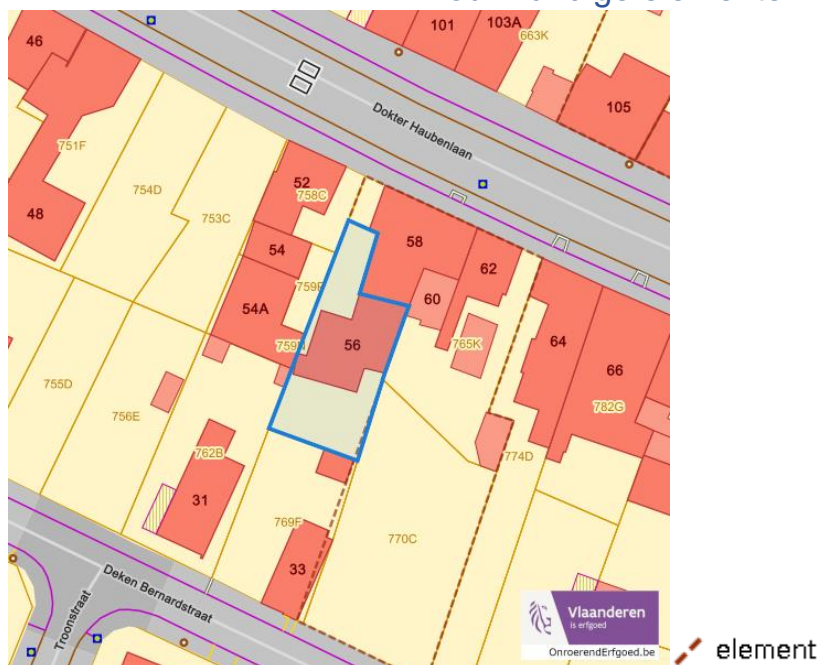 46
101
103A
663K
105
Dokter Haubenlaan
751F
754D
753C
52
758C
48
54
58
62
54A
60
56
765K
64
66
782G
755D
756E
762B
774D
31
769F
770C
33
Deken Bernardstraat
Troonstraat
Vlaanderen
is erfgoed
OnroerendErfgoed.be
element